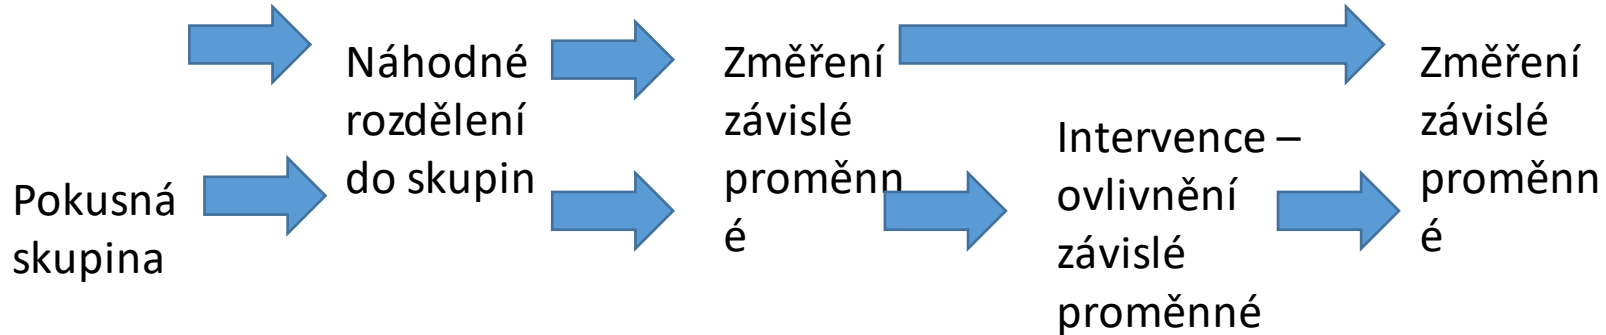 Pokusná
skupina
Náhodné
rozdělení
do skupin
Změření
závislé
proměnn
é
Intervence –
ovlivnění
závislé
proměnné
Změření
závislé
proměnn
é